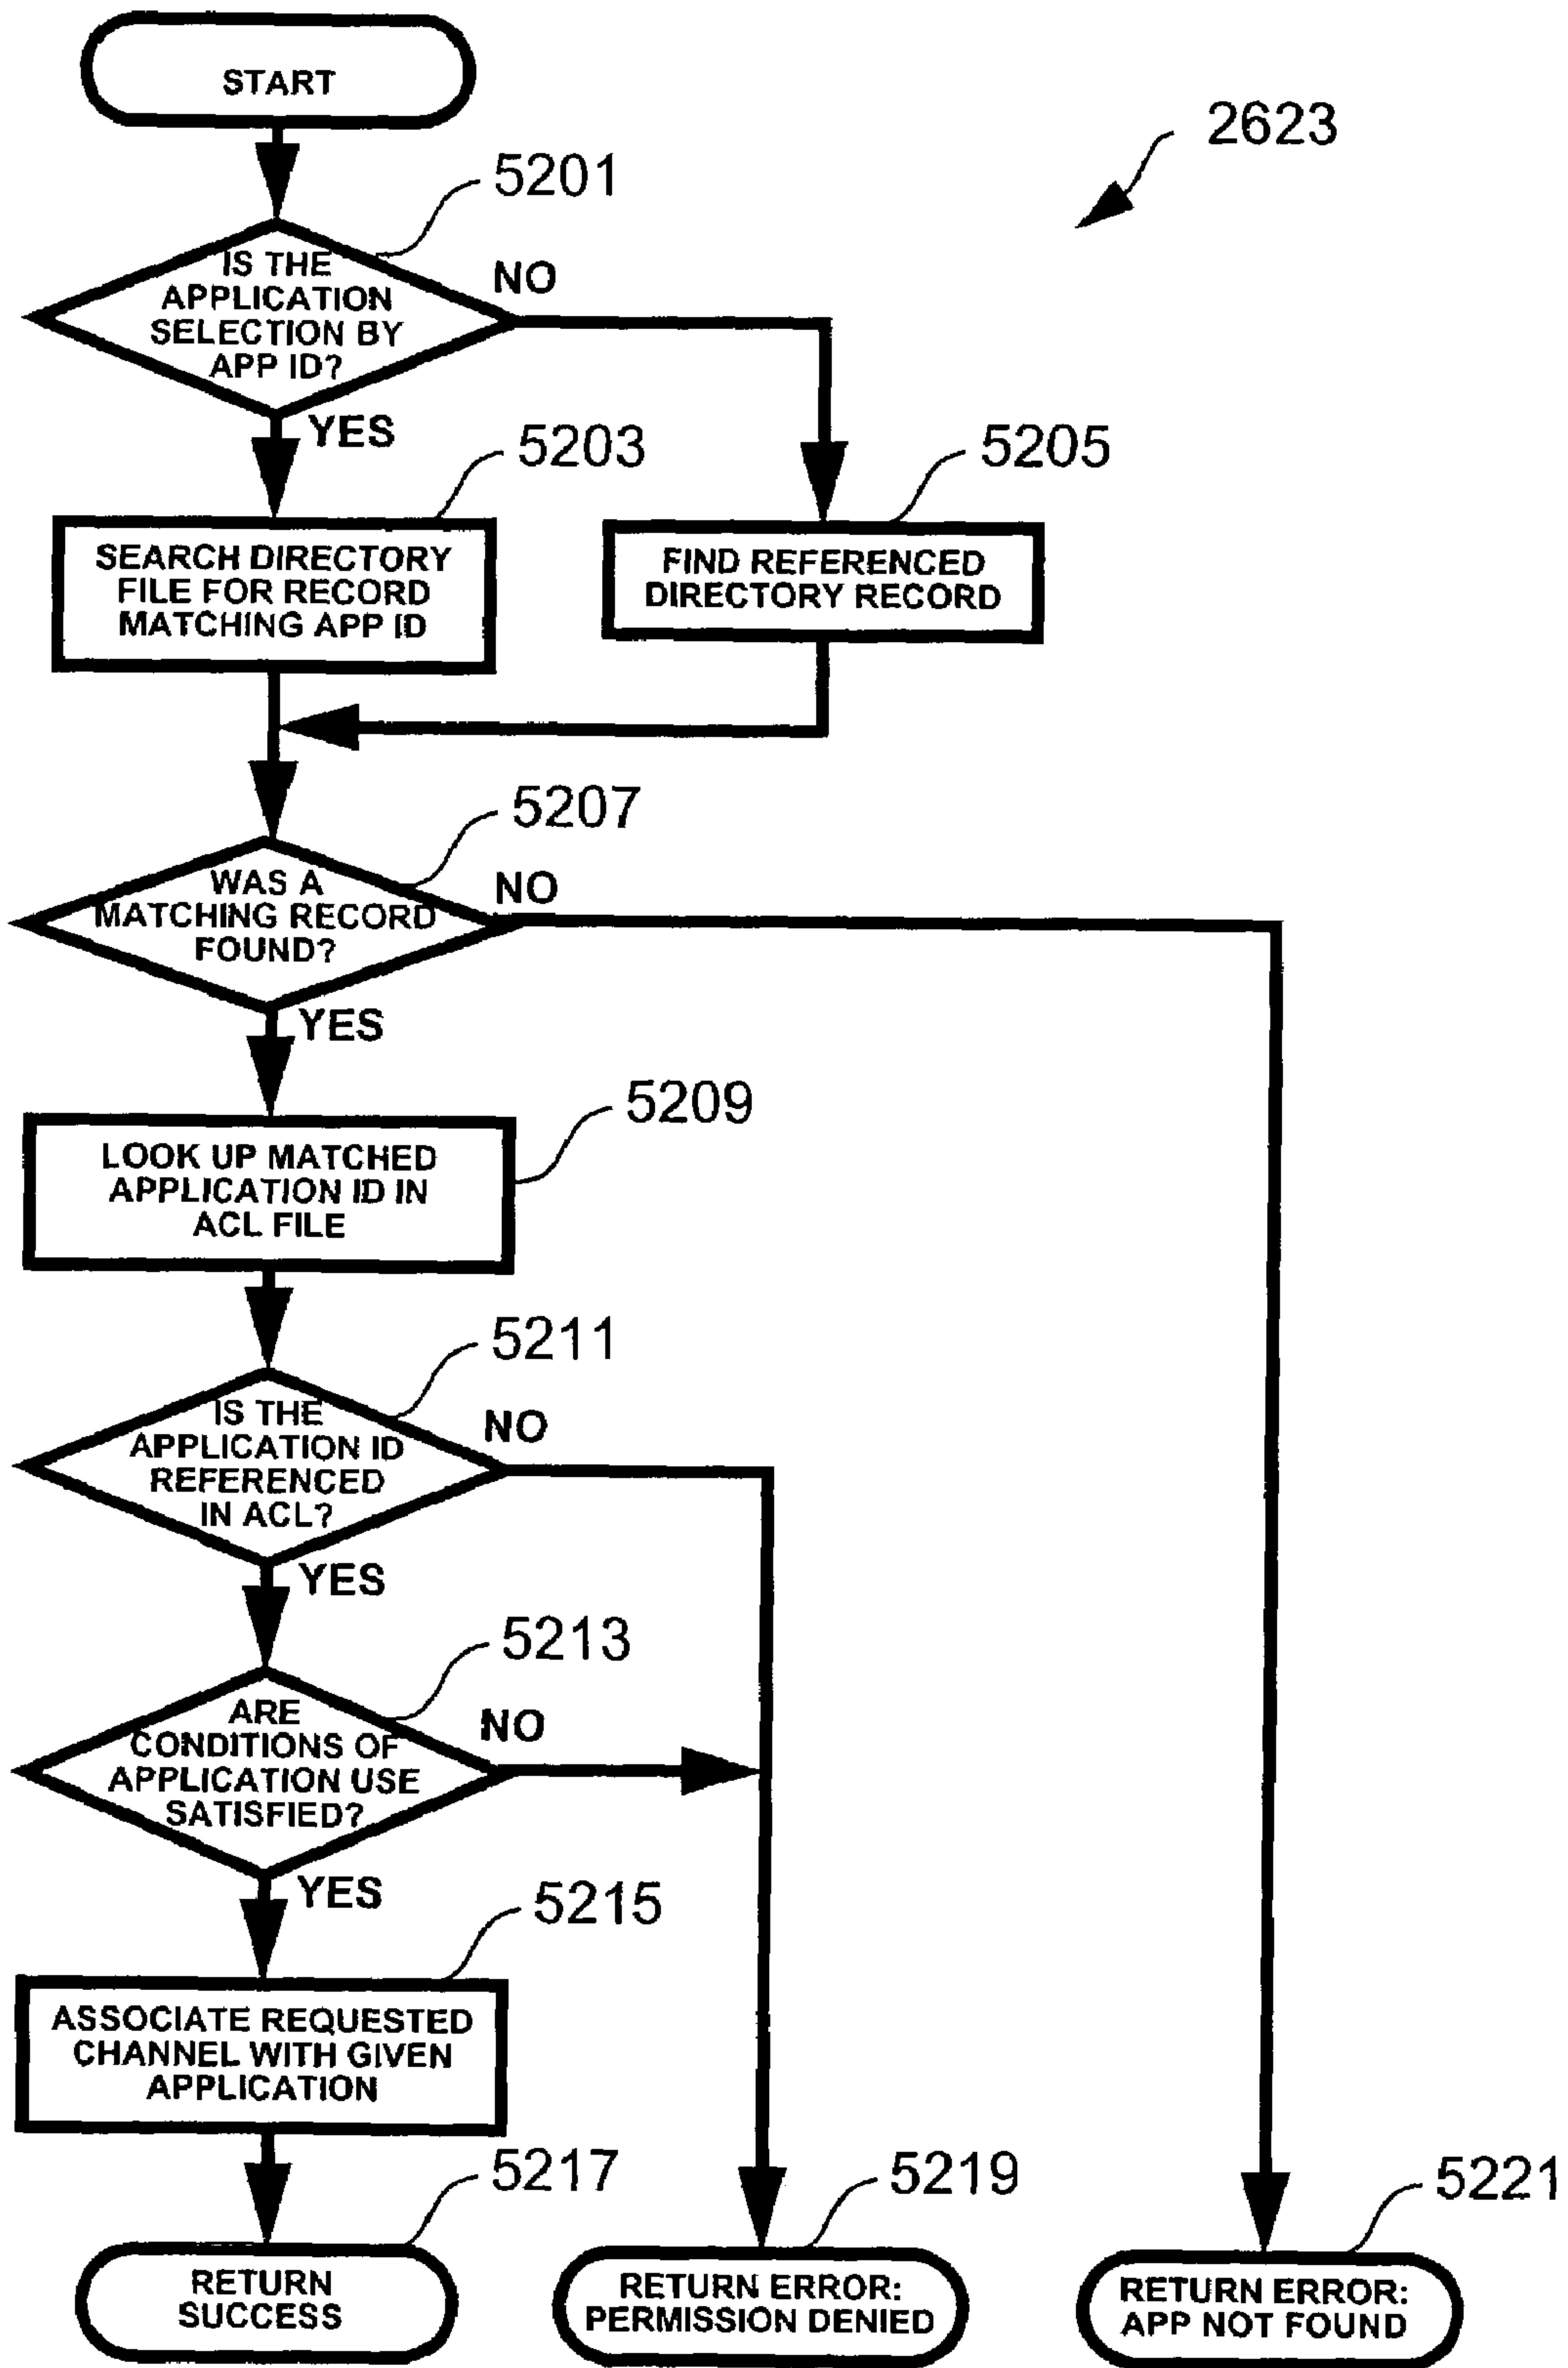 START
2623
5201
IS THE
APPLICATION
SELECTION BY
APP ID?
NO
YES
5203
5205
SEARCH DIRECTORY
FILE FOR RECORD
MATCHING APP ID
FIND REFERENCED
DIRECTORY RECORD
5207
WAS A
MATCHING RECORD
FOUND?
NO
YES
5209
LOOK UP MATCHED
APPLICATION ID IN
ACL FILE
5211
IS THE
APPLICATION ID
REFERENCED
IN ACL?
NO
YES
5213
ARE
CONDITIONS OF
APPLICATION USE
SATISFIED?
NO
YES
5215
ASSOCIATE REQUESTED
CHANNEL WITH GIVEN
APPLICATION
5217
5219
5221
RETURN
SUCCESS
RETURN ERROR:
PERMISSION DENIED
RETURN ERROR:
APP NOT FOUND